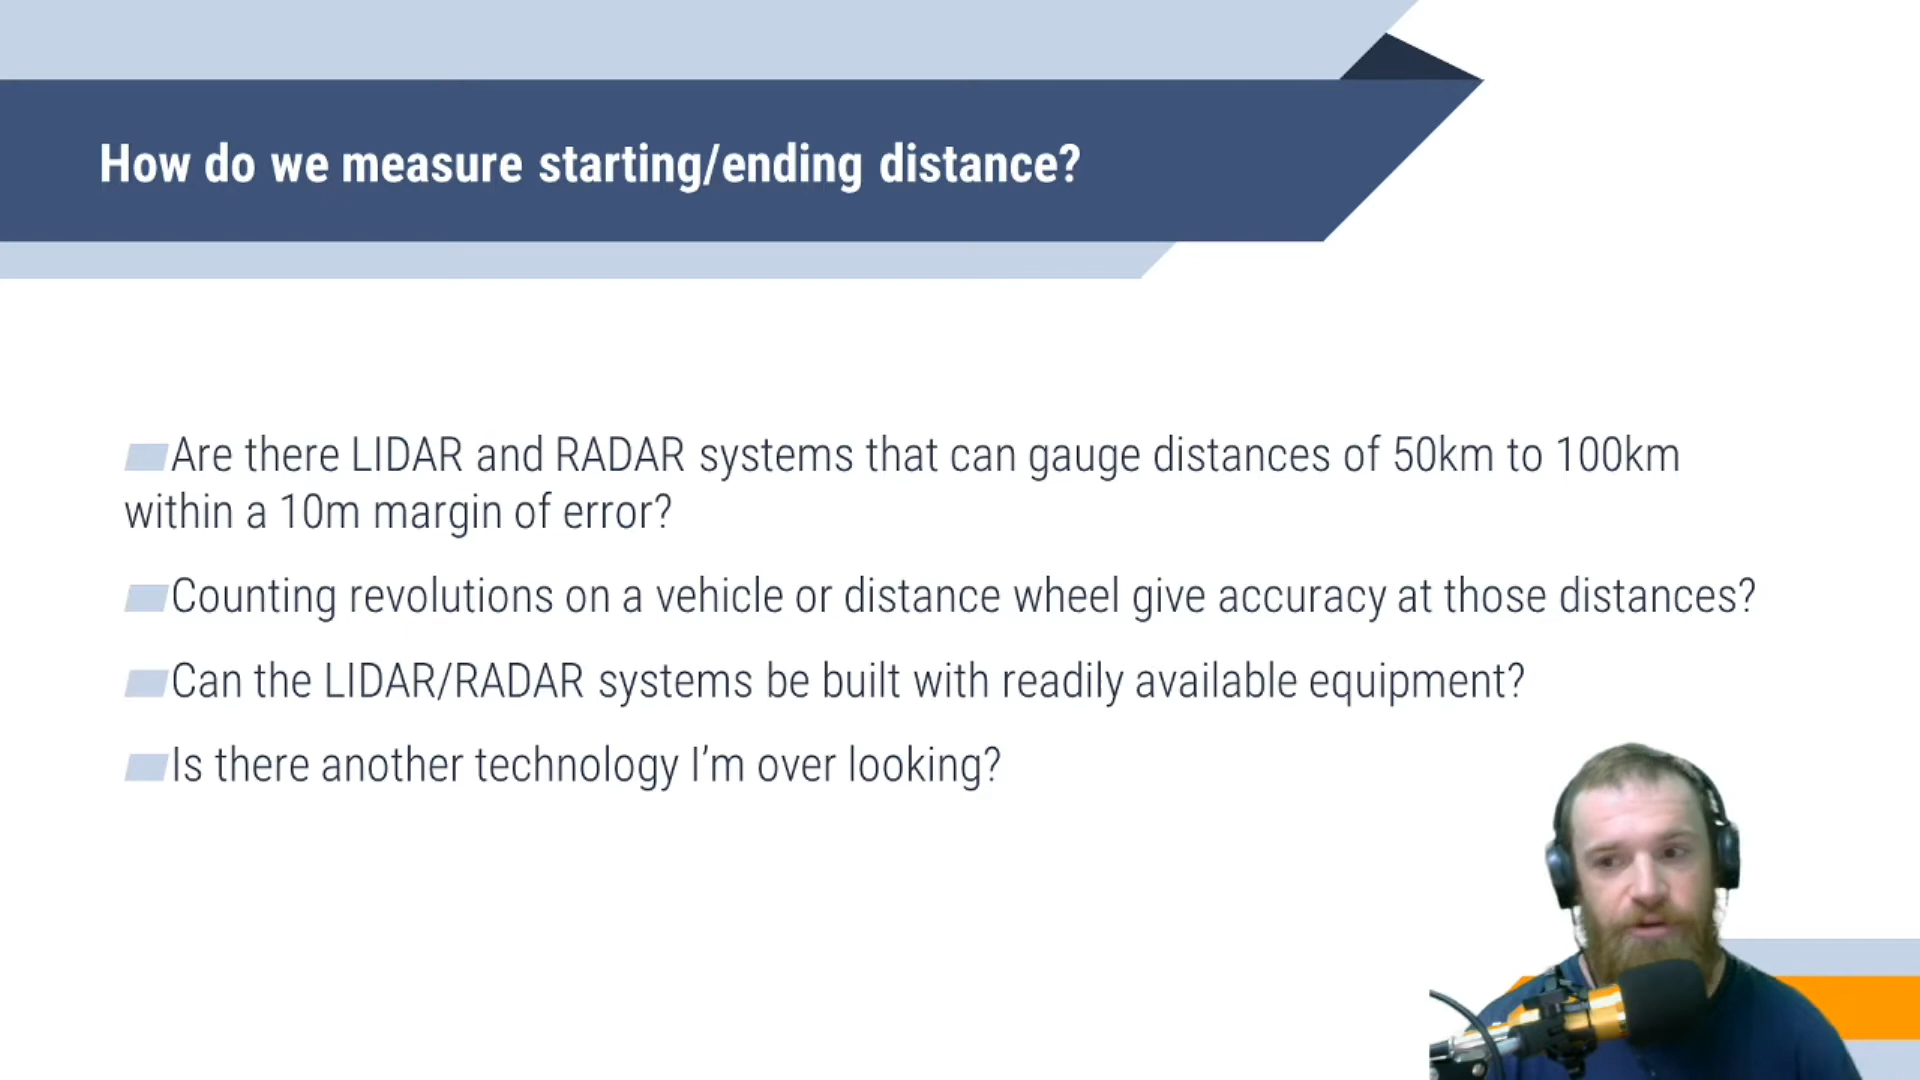 How do we measure starting/ending distance?
Are there LIDAR and RADAR systems that can gauge distances of 50km to 100km
within a 10m margin of error?
Counting revolutions on a vehicle or distance wheel give accuracy at those distances?
Can the LIDAR/RADAR systems be built with readily available equipment?
Is there another technology I’m over looking?